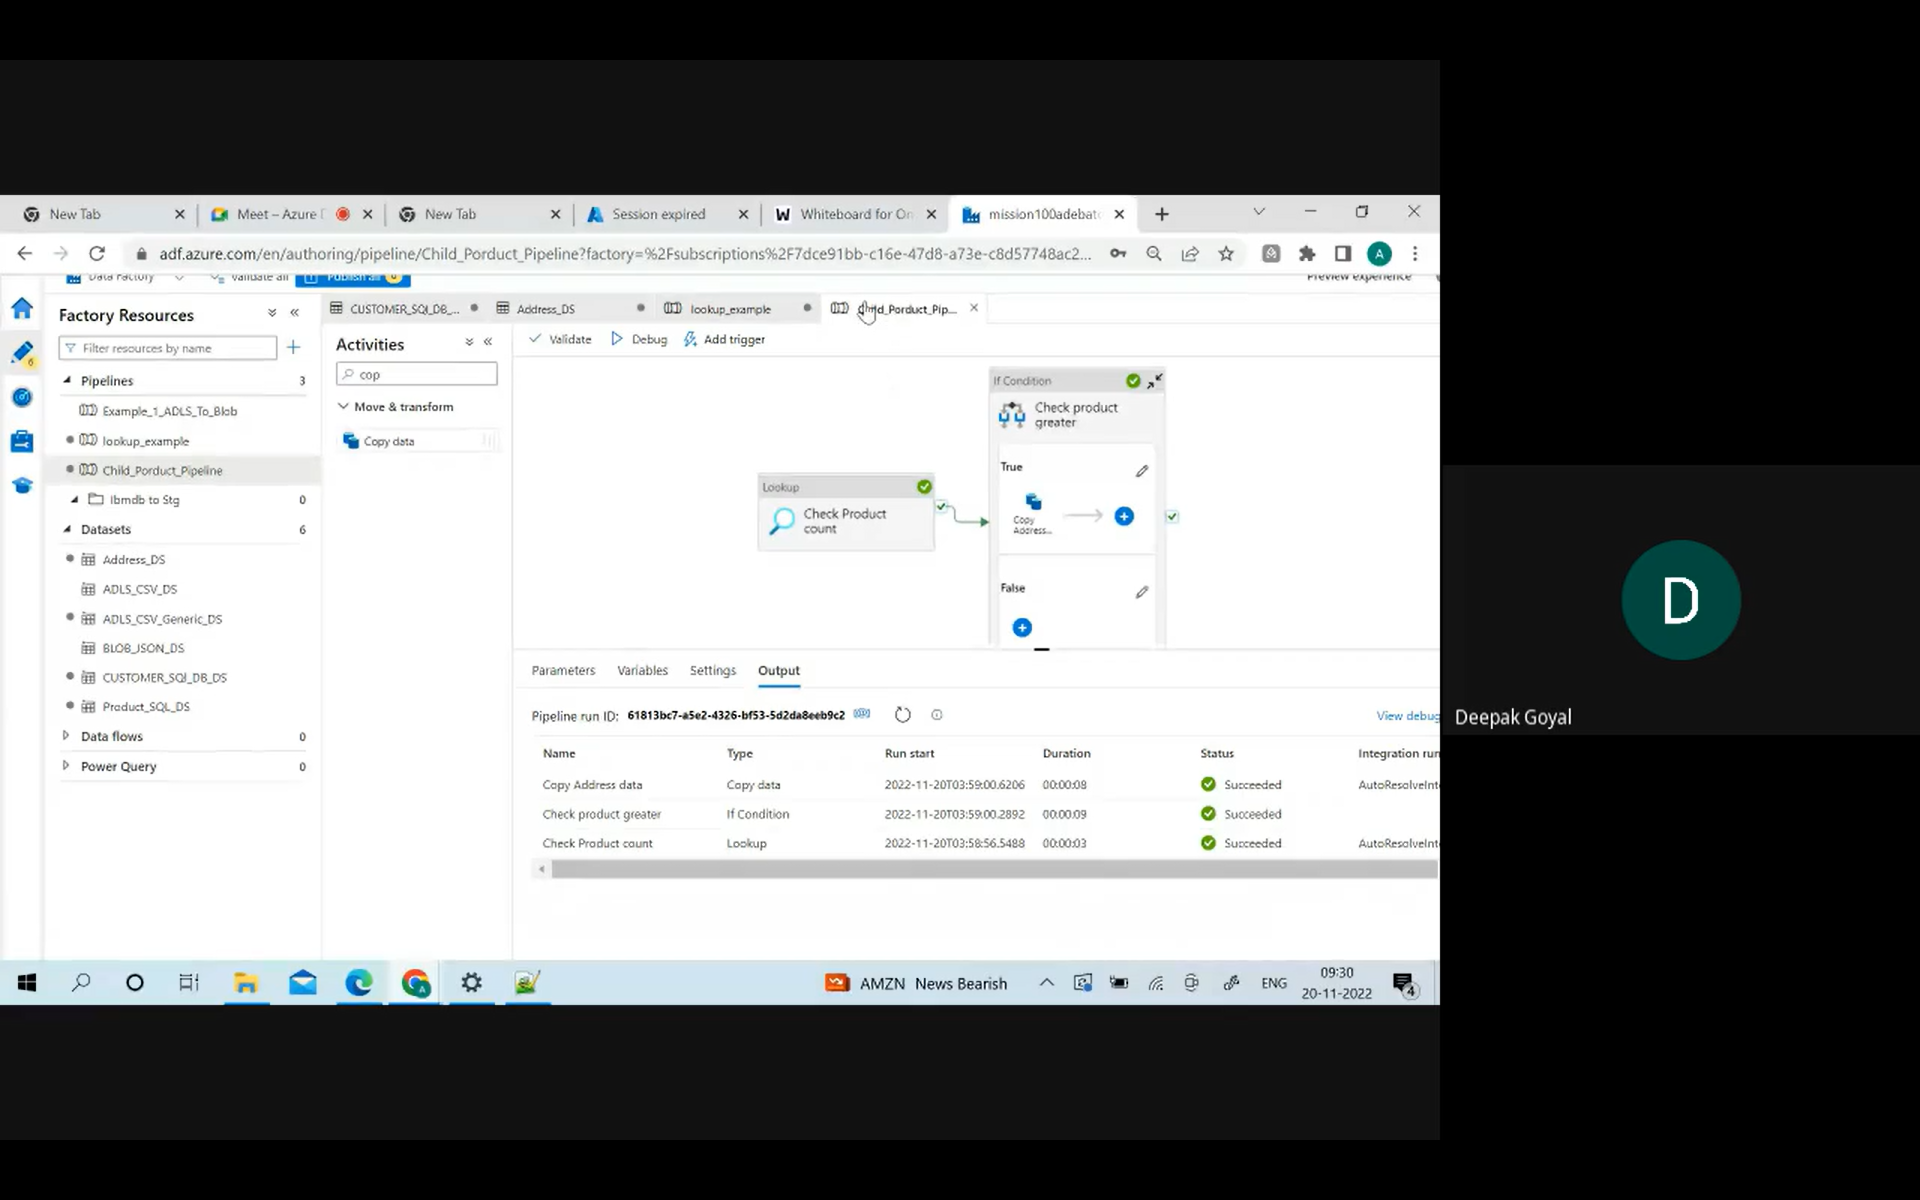 New Tab
Meet – Azure D
New Tab
Session expired
Whiteboard for On
mission100adebatc
adf.azure.com/en/authoring/pipeline/Child_Porduct_Pipeline?factory=%2Fsubscriptions%2F7dce91bb-c16e-47d8-a73e-c8d57748ac2...
A
Data Factory
Validate all
Publish all
Preview experience
Factory Resources
Filter resources by name
Pipelines 3
Example_1_ADLS_To_Blob
lookup_example
Child_Porduct_Pipeline
Ibmdb to Stg 0
Datasets 6
Address_DS
ADLS_CSV_DS
ADLS_CSV_Generic_DS
BLOB_JSON_DS
CUSTOMER_SQl_DB_DS
Product_SQL_DS
Data flows 0
Power Query 0
CUSTOMER_SQl_DB_...
Address_DS
lookup_example
Child_Porduct_Pip...
Activities
cop
Move & transform
Copy data
Validate
Debug
Add trigger
Lookup
Check Product
count
If Condition
Check product
greater
True
Copy
Address...
False
Parameters
Variables
Settings
Output
Pipeline run ID: 61813bc7-a5e2-4326-bf53-5d2da8eeb9c2
View debug
Name Type Run start Duration Status Integration run
Copy Address data Copy data 2022-11-20T03:59:00.6206 00:00:08 Succeeded AutoResolveInte
Check product greater If Condition 2022-11-20T03:59:00.2892 00:00:09 Succeeded
Check Product count Lookup 2022-11-20T03:58:56.5488 00:00:03 Succeeded AutoResolveInte
AMZN News Bearish
ENG
09:30
20-11-2022
4
D
Deepak Goyal